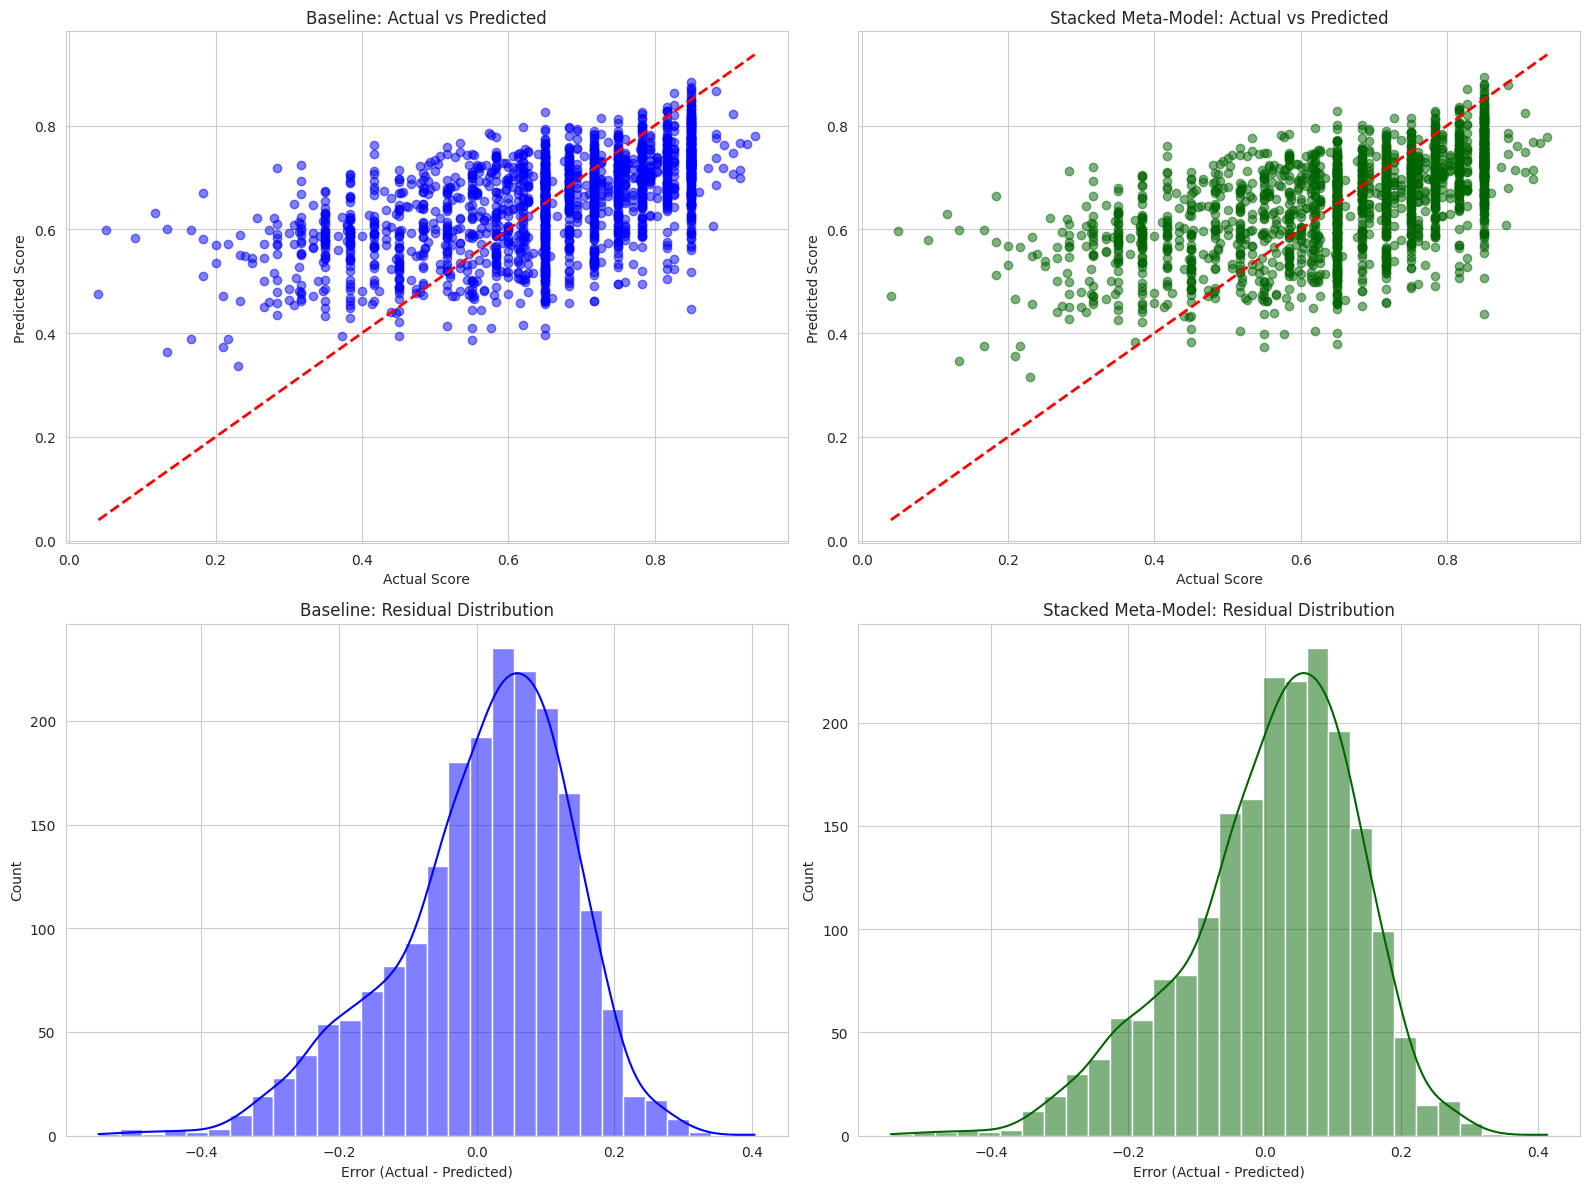 Baseline: Actual vs Predicted
Predicted Score
0.8
0.6
0.4
0.2
0.0
0.0 0.2 0.4 0.6 0.8
Actual Score
Stacked Meta-Model: Actual vs Predicted
Predicted Score
0.8
0.6
0.4
0.2
0.0
0.0 0.2 0.4 0.6 0.8
Actual Score
Baseline: Residual Distribution
Count
200
150
100
50
0
−0.4 −0.2 0.0 0.2 0.4
Error (Actual - Predicted)
Stacked Meta-Model: Residual Distribution
Count
200
150
100
50
0
−0.4 −0.2 0.0 0.2 0.4
Error (Actual - Predicted)